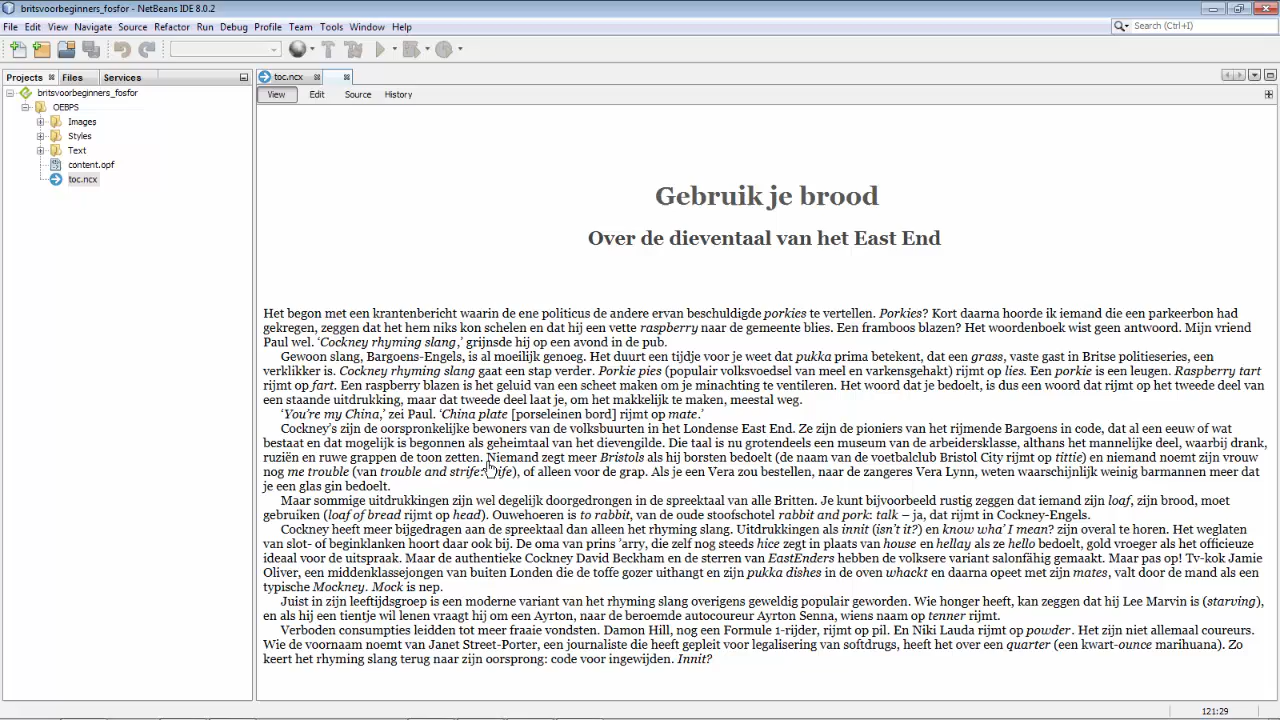 britsvoorbeginners_fosfor - NetBeans IDE 8.0.2
File Edit View Navigate Source Refactor Run Debug Profile Team Tools Window Help
Search (Ctrl+I)
Projects Files Services
toc.ncx
britsvoorbeginners_fosfor
View Edit Source History
OEBPS
Images
Styles
Text
content.opf
toc.ncx
Gebruik je brood
Over de dieventaal van het East End
Het begon met een krantenbericht waarin de ene politicus de andere ervan beschuldigde porkies te vertellen. Porkies? Kort daarna hoorde ik iemand die een parkeerbon had
gekregen, zeggen dat het hem niks kon schelen en dat hij een vette raspberry naar de gemeente blies. Een framboos blazen? Het woordenboek wist geen antwoord. Mijn vriend
Paul wel. ‘Cockney rhyming slang,’ grijnsde hij op een avond in de pub.
Gewoon slang, Bargoens-Engels, is al moeilijk genoeg. Het duurt een tijdje voor je weet dat pukka prima betekent, dat een grass, vaste gast in Britse politieseries, een
verklikker is. Cockney rhyming slang gaat een stap verder. Porkie pies (populair volksvoedsel van meel en varkensgehakt) rijmt op lies. Een porkie is een leugen. Raspberry tart
rijmt op fart. Een raspberry blazen is het geluid van een scheet maken om je minachting te ventileren. Het woord dat je bedoelt, is dus een woord dat rijmt op het tweede deel van
een staande uitdrukking, maar dat tweede deel laat je, om het makkelijk te maken, meestal weg.
‘You’re my China,’ zei Paul. ‘China plate [porseleinen bord] rijmt op mate.’
Cockney’s zijn de oorspronkelijke bewoners van de volksbuurten in het Londense East End. Ze zijn de pioniers van het rijmende Bargoens in code, dat al een eeuw of wat
bestaat en dat mogelijk is begonnen als geheimtaal van het dievengilde. Die taal is nu grotendeels een museum van de arbeidersklasse, althans het mannelijke deel, waarbij drank,
ruziën en ruwe grappen de toon zetten. Niemand zegt meer Bristols als hij borsten bedoelt (de naam van de voetbalclub Bristol City rijmt op tittie) en niemand noemt zijn vrouw
nog me trouble (van trouble and strife: wife), of alleen voor de grap. Als je een Vera zou bestellen, naar de zangeres Vera Lynn, weten waarschijnlijk weinig barmannen meer dat
je een glas gin bedoelt.
Maar sommige uitdrukkingen zijn wel degelijk doorgedrongen in de spreektaal van alle Britten. Je kunt bijvoorbeeld rustig zeggen dat iemand zijn loaf, zijn brood, moet
gebruiken (loaf of bread rijmt op head). Ouwehoeren is to rabbit, van de oude stoofschotel rabbit and pork: talk – ja, dat rijmt in Cockney-Engels.
Cockney heeft meer bijgedragen aan de spreektaal dan alleen het rhyming slang. Uitdrukkingen als innit (isn’t it?) en know wha’ I mean? zijn overal te horen. Het weglaten
van slot- of beginklanken hoort daar ook bij. De oma van prins ’arry, die zelf nog steeds hice zegt in plaats van house en hellay als ze hello bedoelt, gold vroeger als het officieuze
ideaal voor de uitspraak. Maar de authentieke Cockney David Beckham en de sterren van EastEnders hebben de volksere variant salonfähig gemaakt. Maar pas op! Tv-kok Jamie
Oliver, een middenklassejongen van buiten Londen die de toffe gozer uithangt en zijn pukka dishes in de oven whackt en daarna opeet met zijn mates, valt door de mand als een
typische Mockney. Mock is nep.
Juist in zijn leeftijdsgroep is een moderne variant van het rhyming slang overigens geweldig populair geworden. Wie honger heeft, kan zeggen dat hij Lee Marvin is (starving),
en als hij een tientje wil lenen vraagt hij om een Ayrton, naar de beroemde autocoureur Ayrton Senna, wiens naam op tenner rijmt.
Verboden consumpties leidden tot meer fraaie vondsten. Damon Hill, nog een Formule 1-rijder, rijmt op pil. En Niki Lauda rijmt op powder. Het zijn niet allemaal coureurs.
Wie de voornaam noemt van Janet Street-Porter, een journaliste die heeft gepleit voor legalisering van softdrugs, heeft het over een quarter (een kwart-ounce marihuana). Zo
keert het rhyming slang terug naar zijn oorsprong: code voor ingewijden. Innit?
121:29